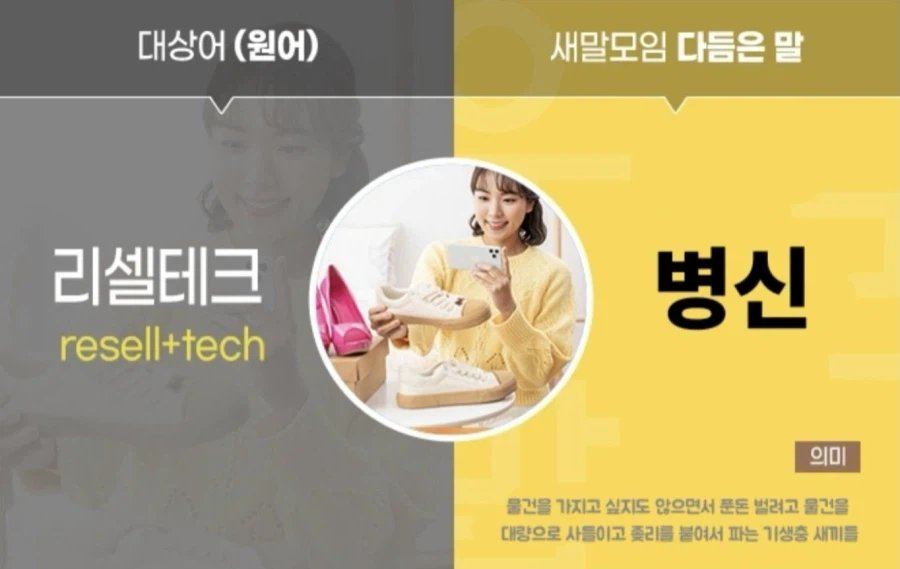 대상어 (원어)
새말모임 다듬은 말
리셀테크
resell+tech
병신
의미
물건을 가지고 싶지도 않으면서 푼돈 벌려고 물건을
대량으로 사들이고 좆리를 붙여서 파는 기생충 새끼들